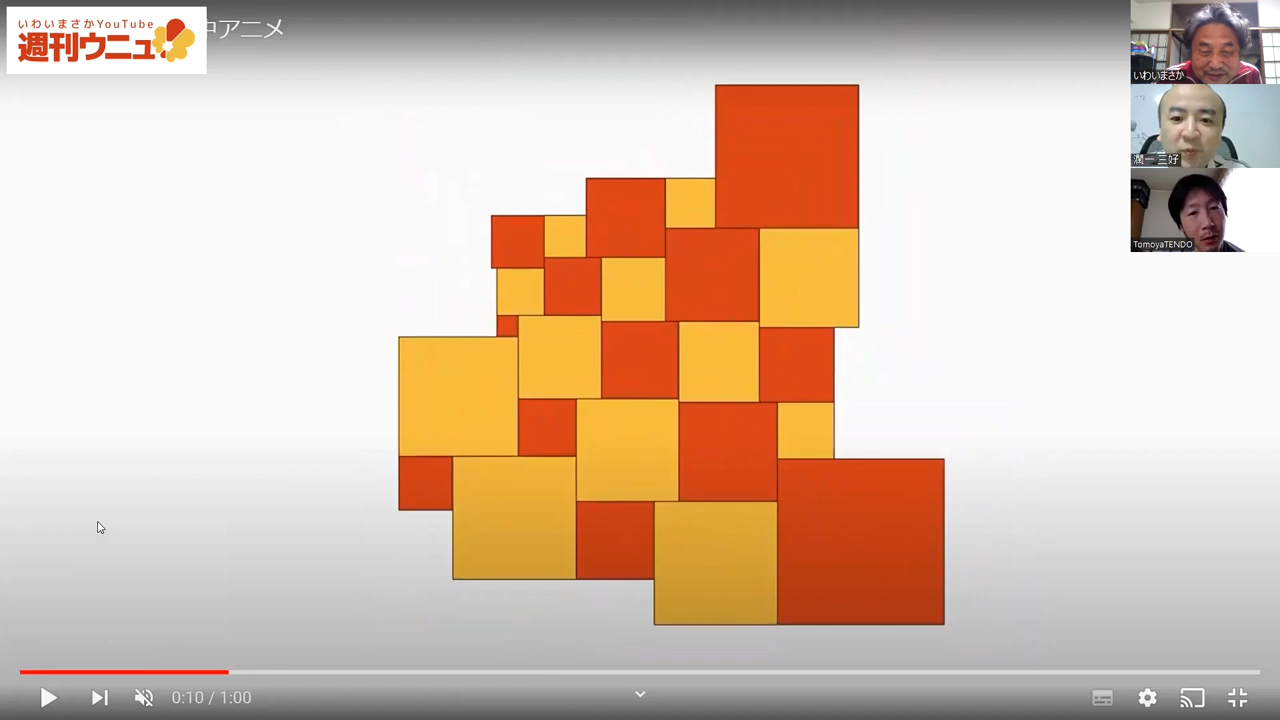 いわいまさかYouTube
週刊ウニュ
中アニメ
いわいまさか
潤一 三好
TomoyaTENDO
0:10 / 1:00